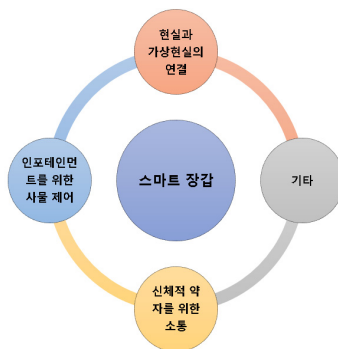 현실과
가상현실의
연결
인포테인먼
트를 위한
사물 제어
스마트 장갑
기타
신체적 약
자를 위한
소통